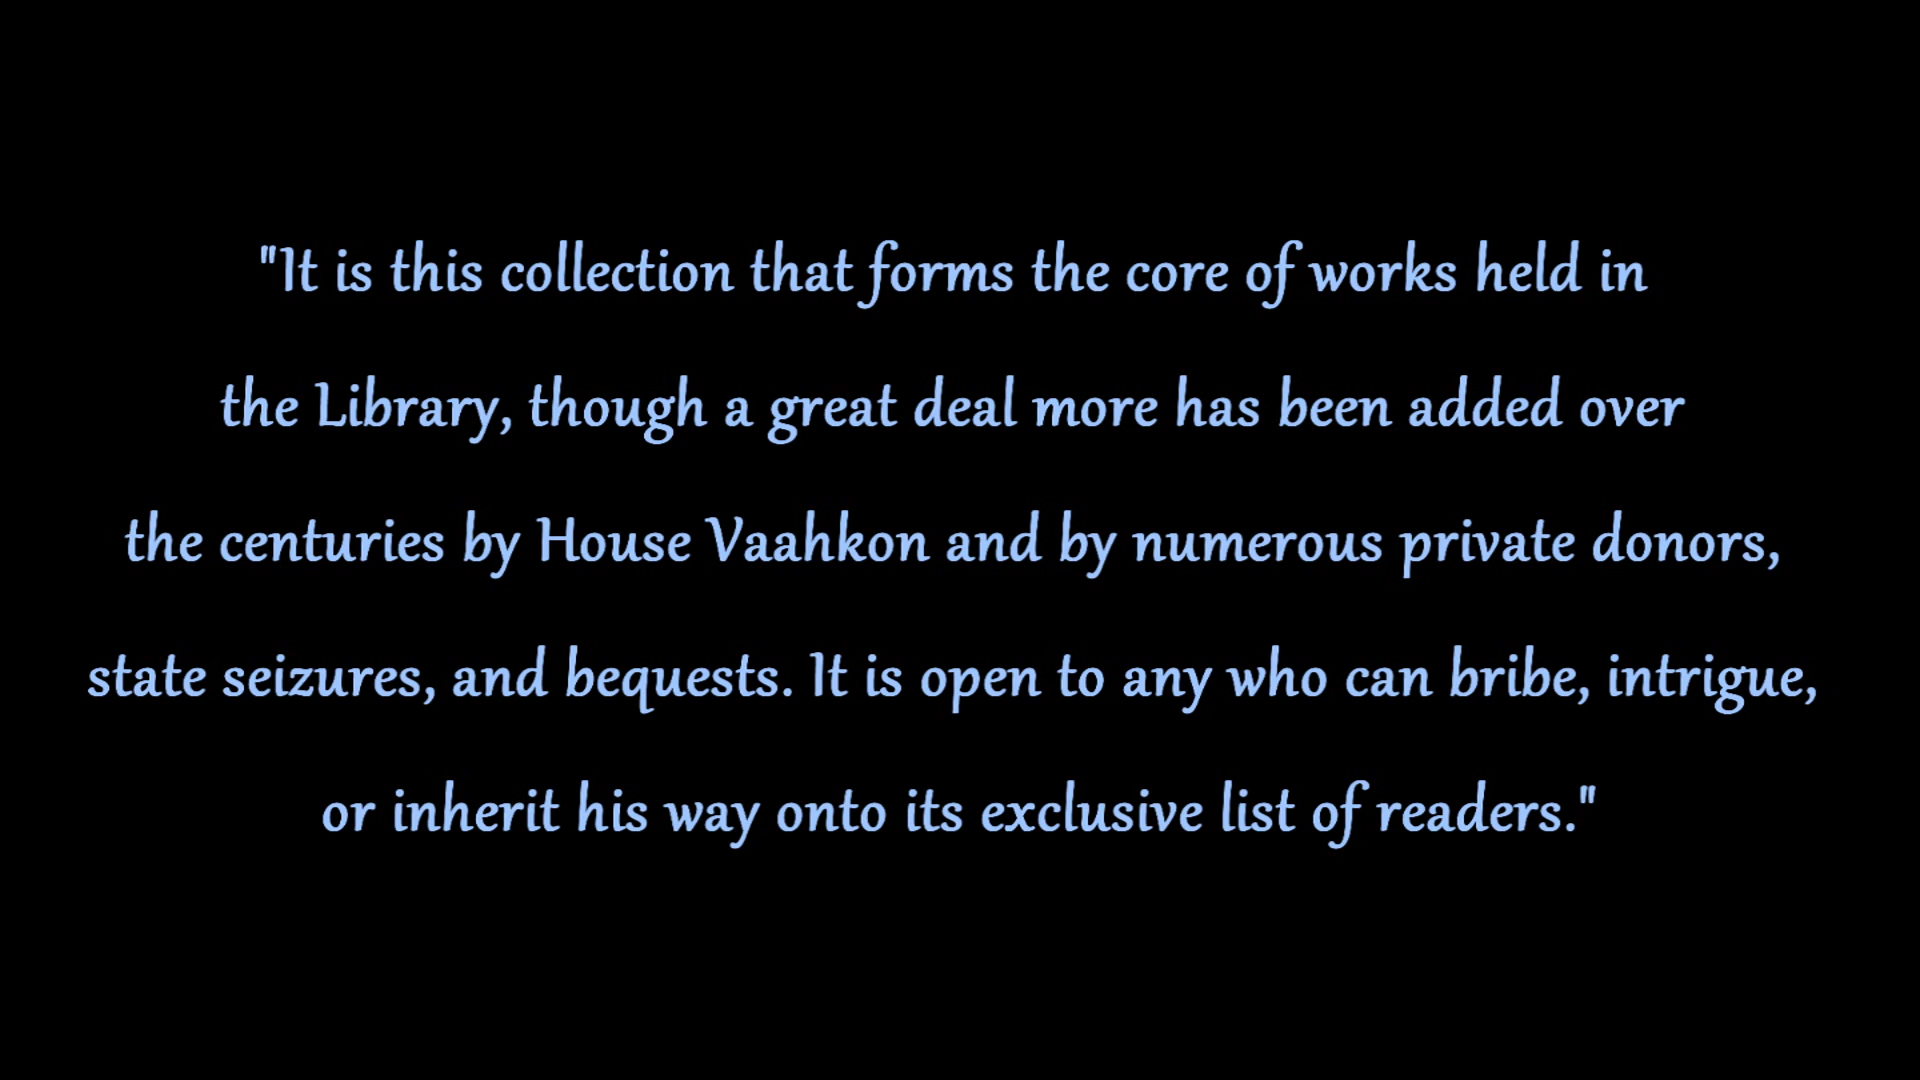 "It is this collection that forms the core of works held in
the Library, though a great deal more has been added over
the centuries by House Vaahkon and by numerous private donors,
state seizures, and bequests. It is open to any who can bribe, intrigue,
or inherit his way onto its exclusive list of readers."